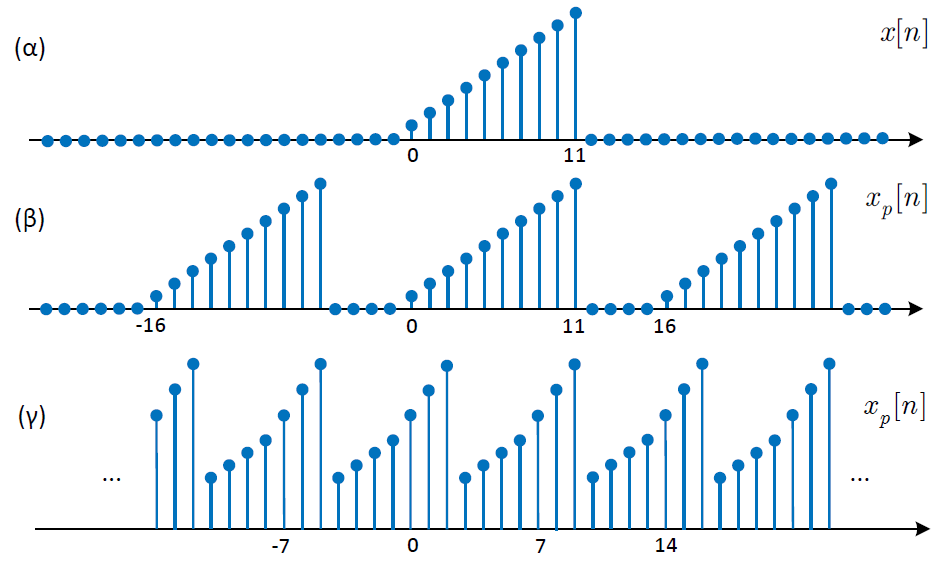 (α) x[n]
0 11
(β) x_p[n]
-16 0 11 16
(γ) x_p[n]
... ...
-7 0 7 14